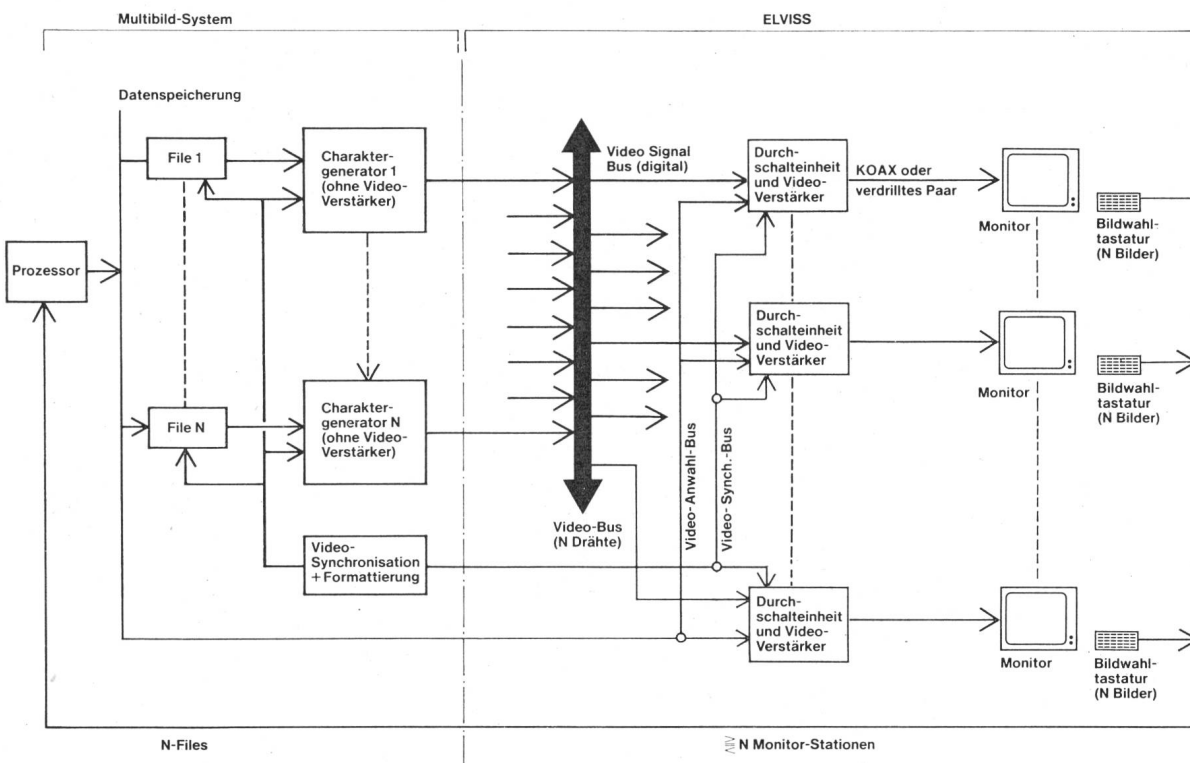 Multibild-System
ELVISS
Datenspeicherung
File 1
Charakter-
generator 1
(ohne Video-
Verstärker)
Video Signal
Bus (digital)
Durch-
schalteinheit
und Video-
Verstärker
KOAX oder
verdrilltes Paar
Monitor
Bildwahl-
tastatur
(N Bilder)
Prozessor
Durch-
schalteinheit
und Video-
Verstärker
Monitor
Bildwahl-
tastatur
(N Bilder)
File N
Charakter-
generator N
(ohne Video-
Verstärker)
Video-Anwahl-Bus
Video-Synch.-Bus
Video-Bus
(N Drähte)
Video-
Synchronisation
+ Formattierung
Durch-
schalteinheit
und Video-
Verstärker
Monitor
Bildwahl-
tastatur
(N Bilder)
N-Files
N Monitor-Stationen